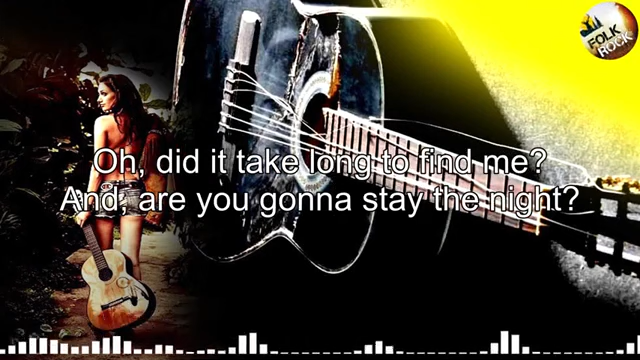 FOLK
ROCK
Oh, did it take long to find me?
And, are you gonna stay the night?